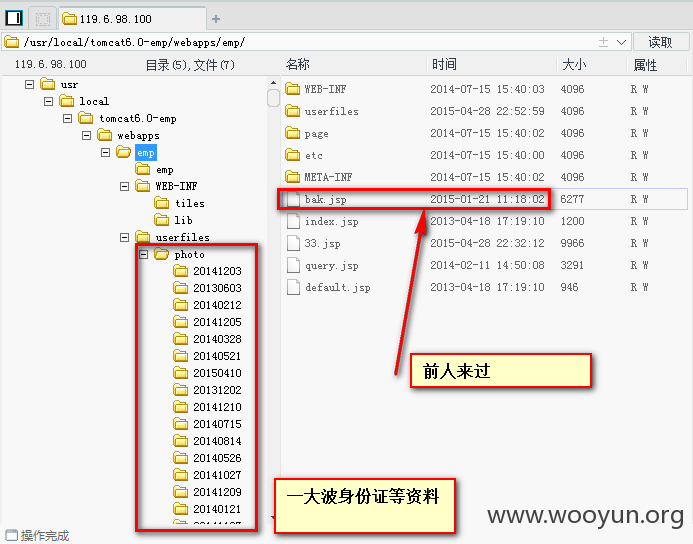 119.6.98.100
/usr/local/tomcat6.0-emp/webapps/emp/
读取
119.6.98.100 目录(5),文件(7)
名称 时间 大小 属性
usr
local
tomcat6.0-emp
webapps
emp
emp
WEB-INF
tiles
lib
userfiles
photo
20141203
20130603
20140212
20141205
20140328
20140521
20150410
20131202
20141210
20140715
20140814
20140526
20141027
20141209
20140121
WEB-INF 2014-07-15 15:40:03 4096 R W
userfiles 2015-04-28 22:52:59 4096 R W
page 2014-07-15 15:40:02 4096 R W
etc 2014-07-15 15:40:00 4096 R W
META-INF 2014-07-15 15:40:02 4096 R W
bak.jsp 2015-01-21 11:18:02 6277 R W
index.jsp 2013-04-18 17:19:10 1200 R W
33.jsp 2015-04-28 22:32:12 9966 R W
query.jsp 2014-02-11 14:50:08 3291 R W
default.jsp 2013-04-18 17:19:10 946 R W
前人来过
一大波身份证等资料
www.wooyun.org
操作完成